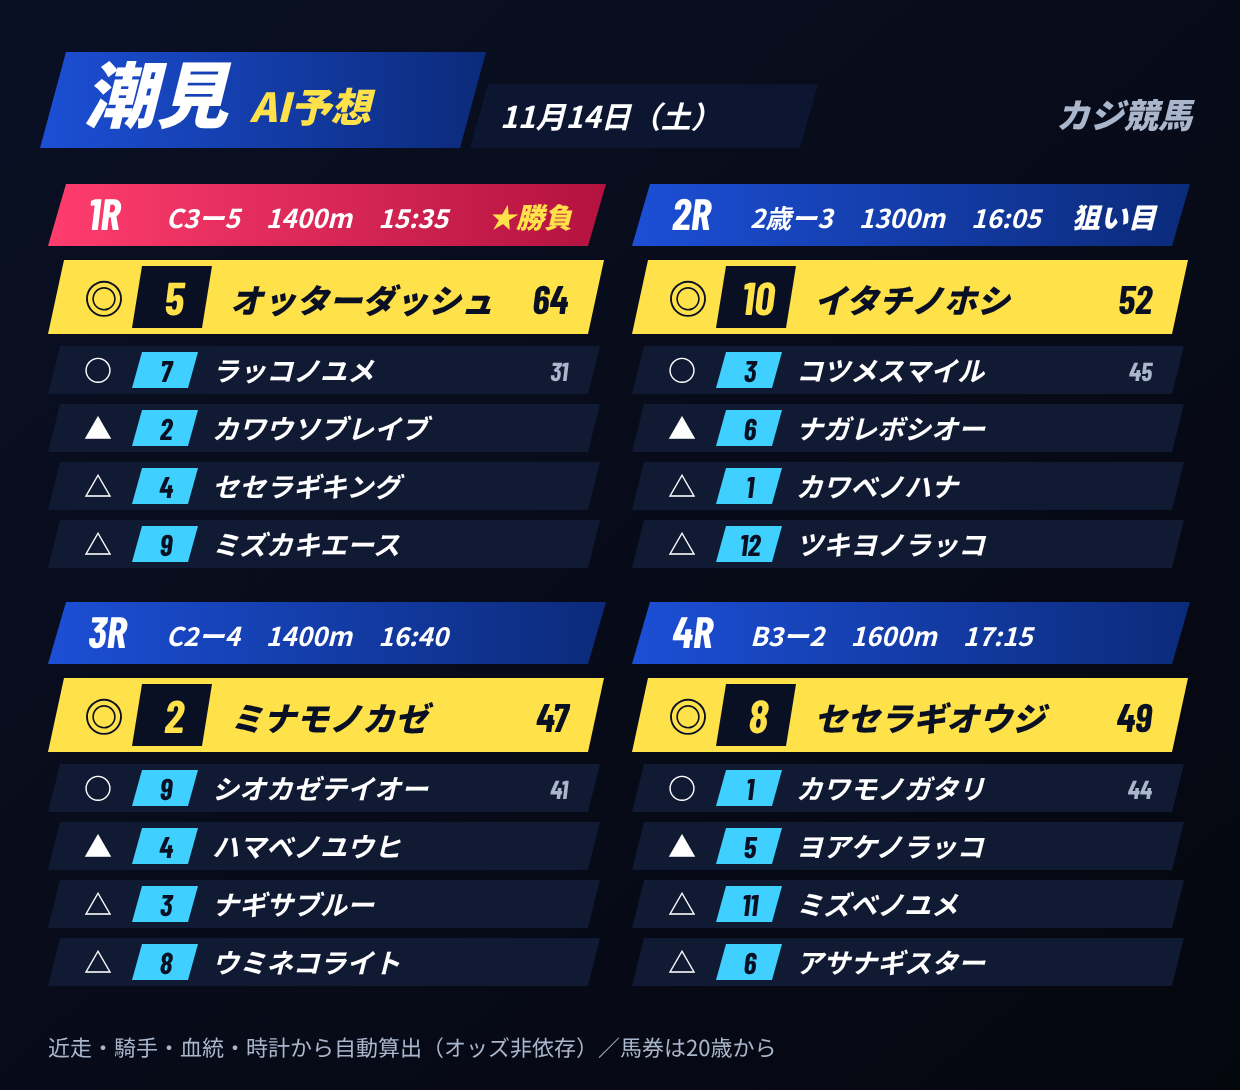 潮見 AI予想 11月14日（土） カジ競馬
1R C3ー5 1400m 15:35 ★勝負
◎ 5 オッターダッシュ 64
○ 7 ラッコノユメ 31
▲ 2 カワウソブレイブ
△ 4 セセラギキング
△ 9 ミズカキエース
2R 2歳ー3 1300m 16:05 狙い目
◎ 10 イタチノホシ 52
○ 3 コツメスマイル 45
▲ 6 ナガレボシオー
△ 1 カワベノハナ
△ 12 ツキヨノラッコ
3R C2ー4 1400m 16:40
◎ 2 ミナモノカゼ 47
○ 9 シオカゼテイオー 41
▲ 4 ハマベノユウヒ
△ 3 ナギサブルー
△ 8 ウミネコライト
4R B3ー2 1600m 17:15
◎ 8 セセラギオウジ 49
○ 1 カワモノガタリ 44
▲ 5 ヨアケノラッコ
△ 11 ミズベノユメ
△ 6 アサナギスター
近走・騎手・血統・時計から自動算出（オッズ非依存）／馬券は20歳から